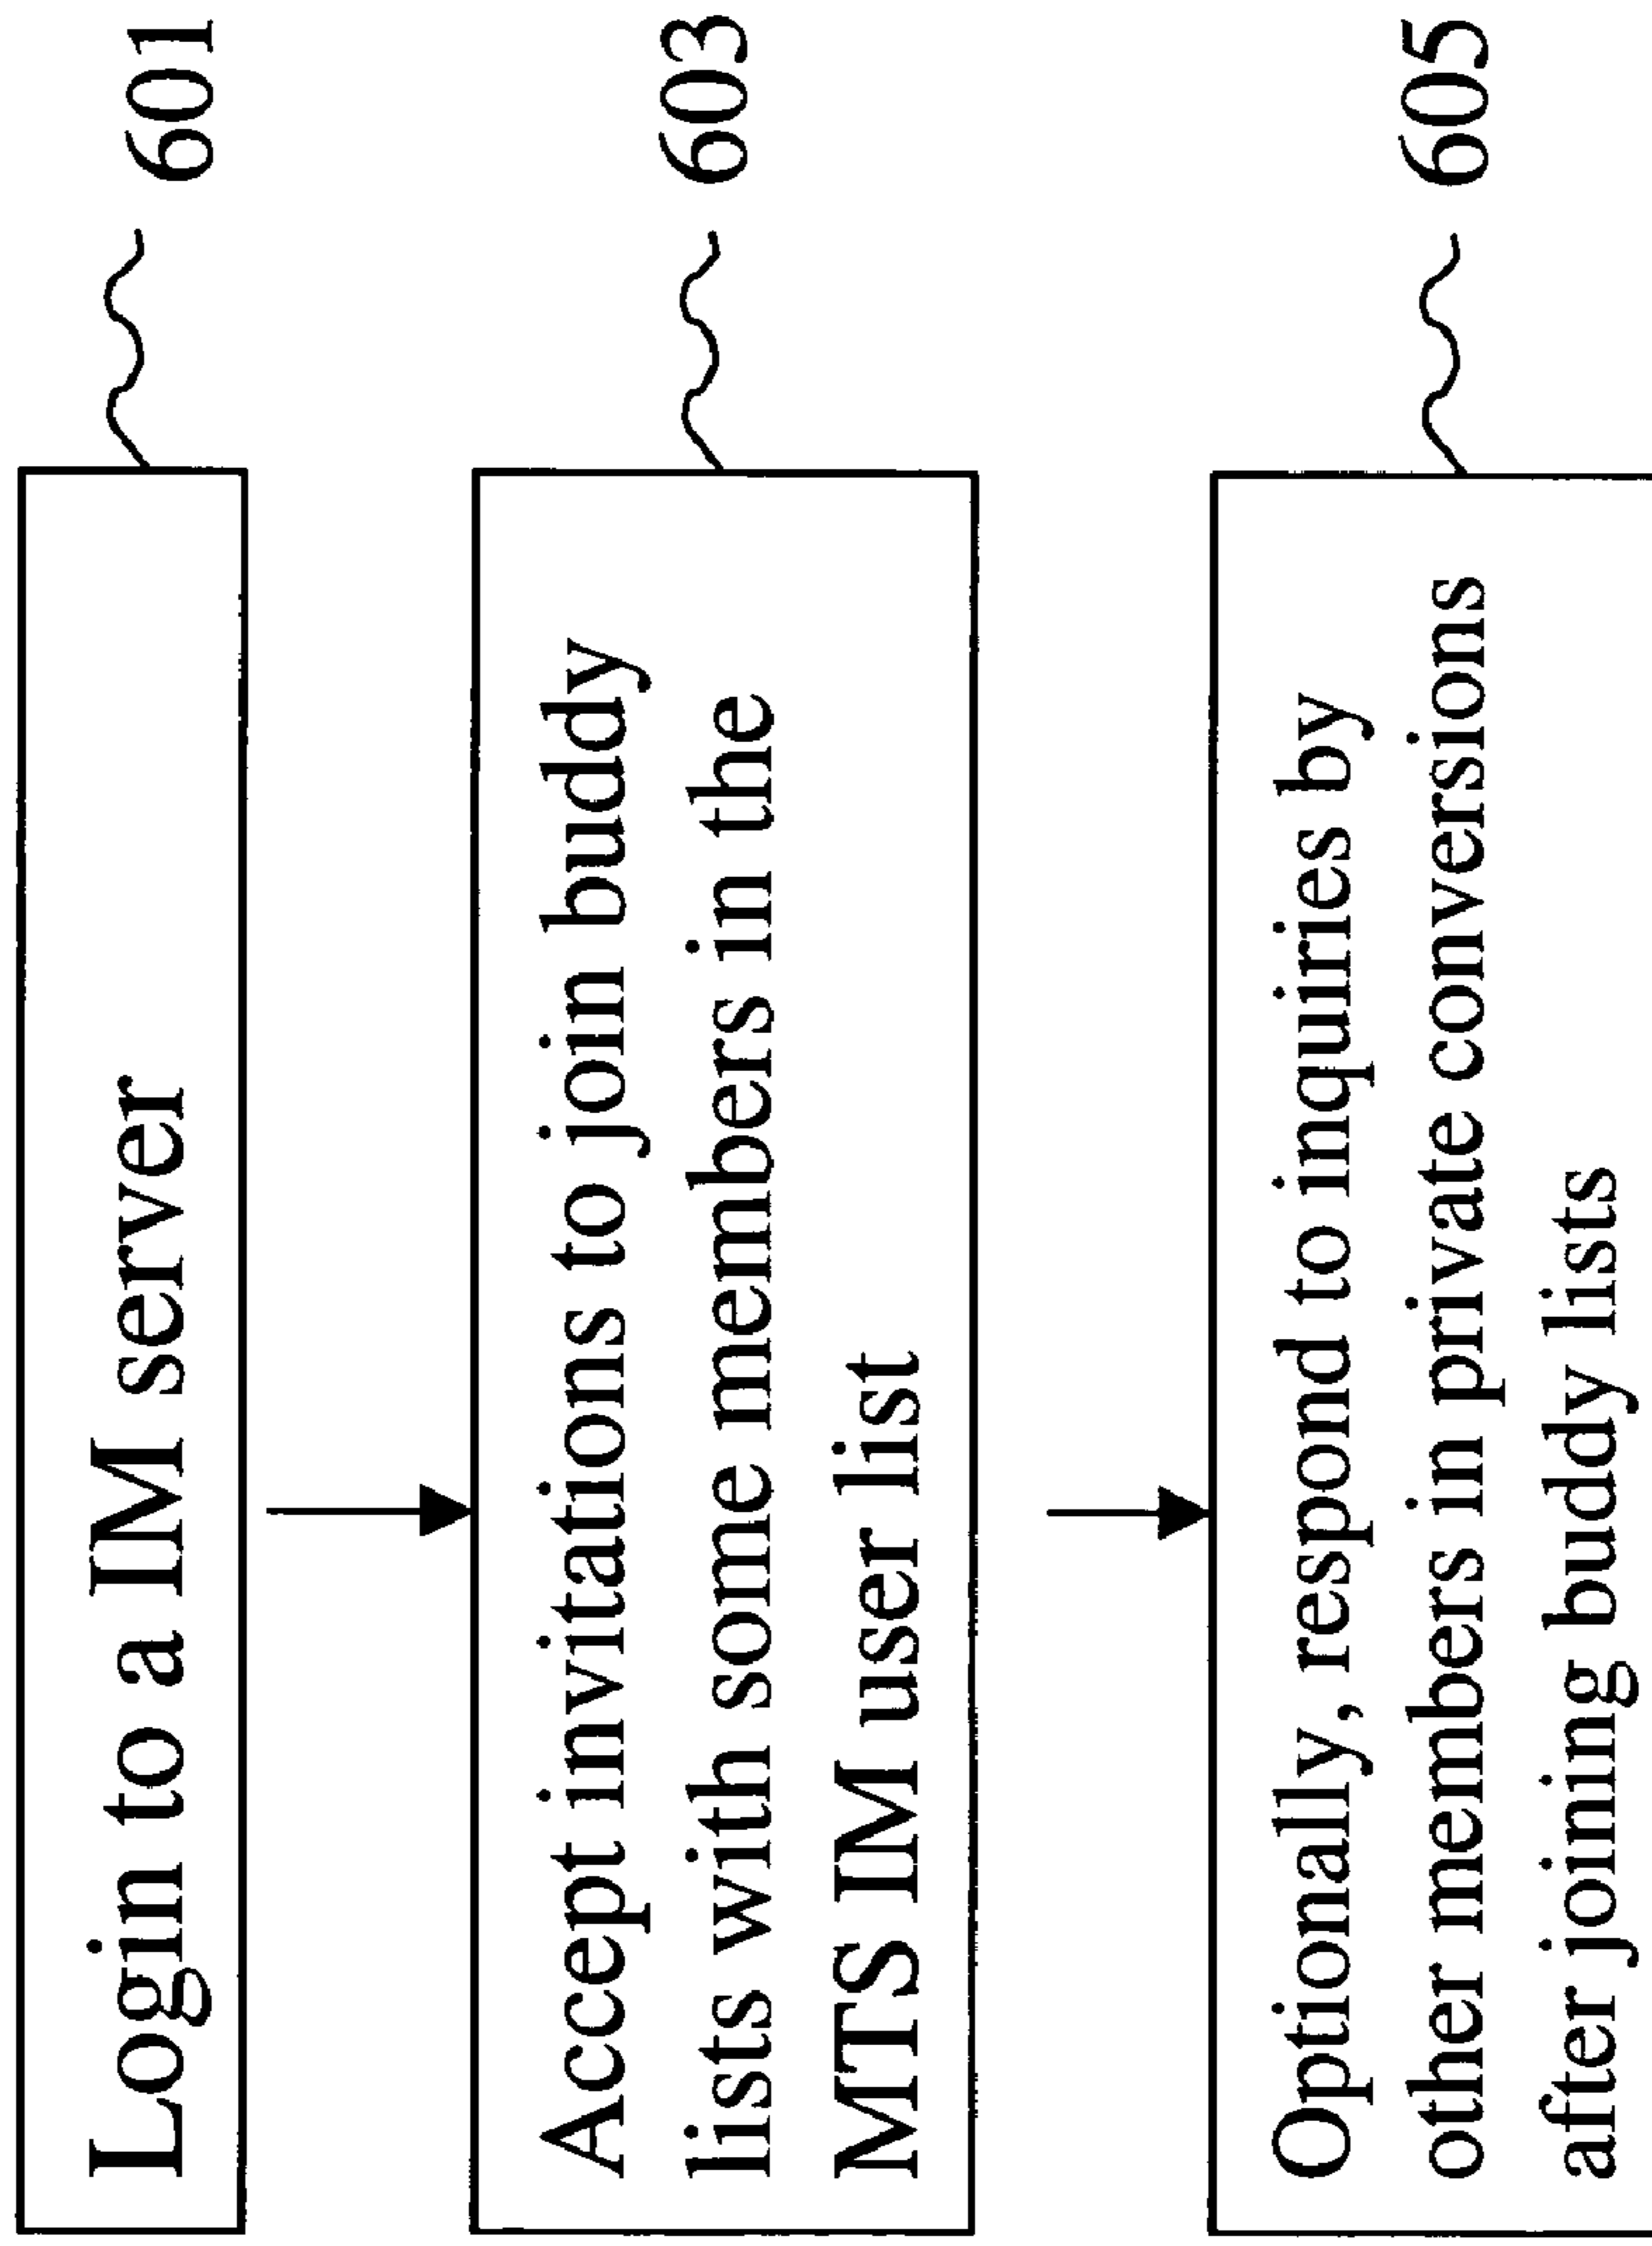 Login to a IM server
601
Accept invitations to join buddy
lists with some members in the
MTS IM user list
603
Optionally, respond to inquiries by
other members in private conversions
after joining buddy lists
605